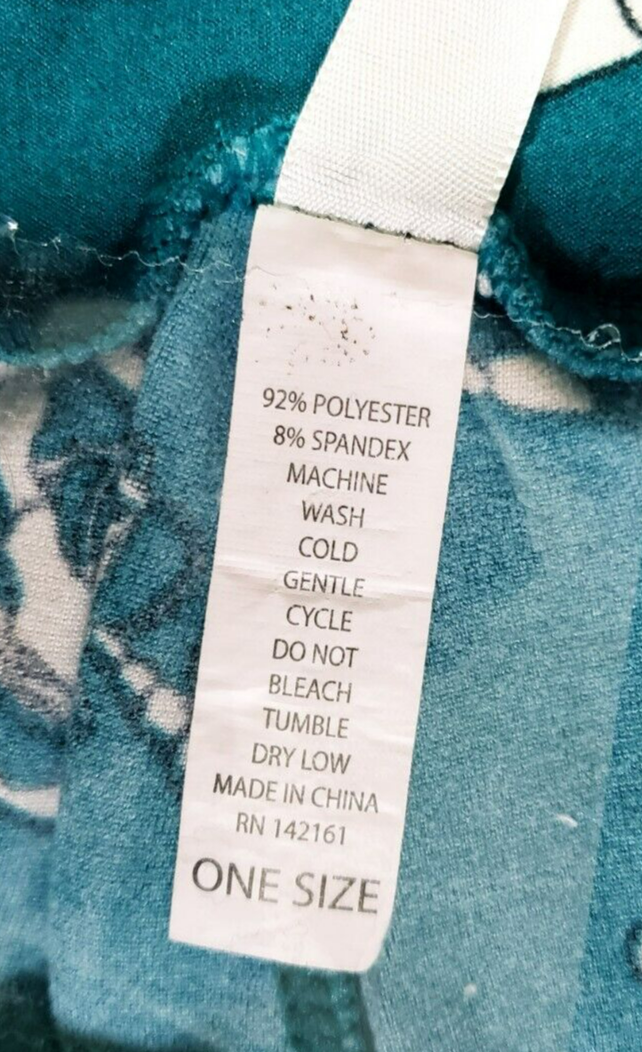 92% POLYESTER
8% SPANDEX
MACHINE
WASH
COLD
GENTLE
CYCLE
DO NOT
BLEACH
TUMBLE
DRY LOW
MADE IN CHINA
RN 142161
ONE SIZE